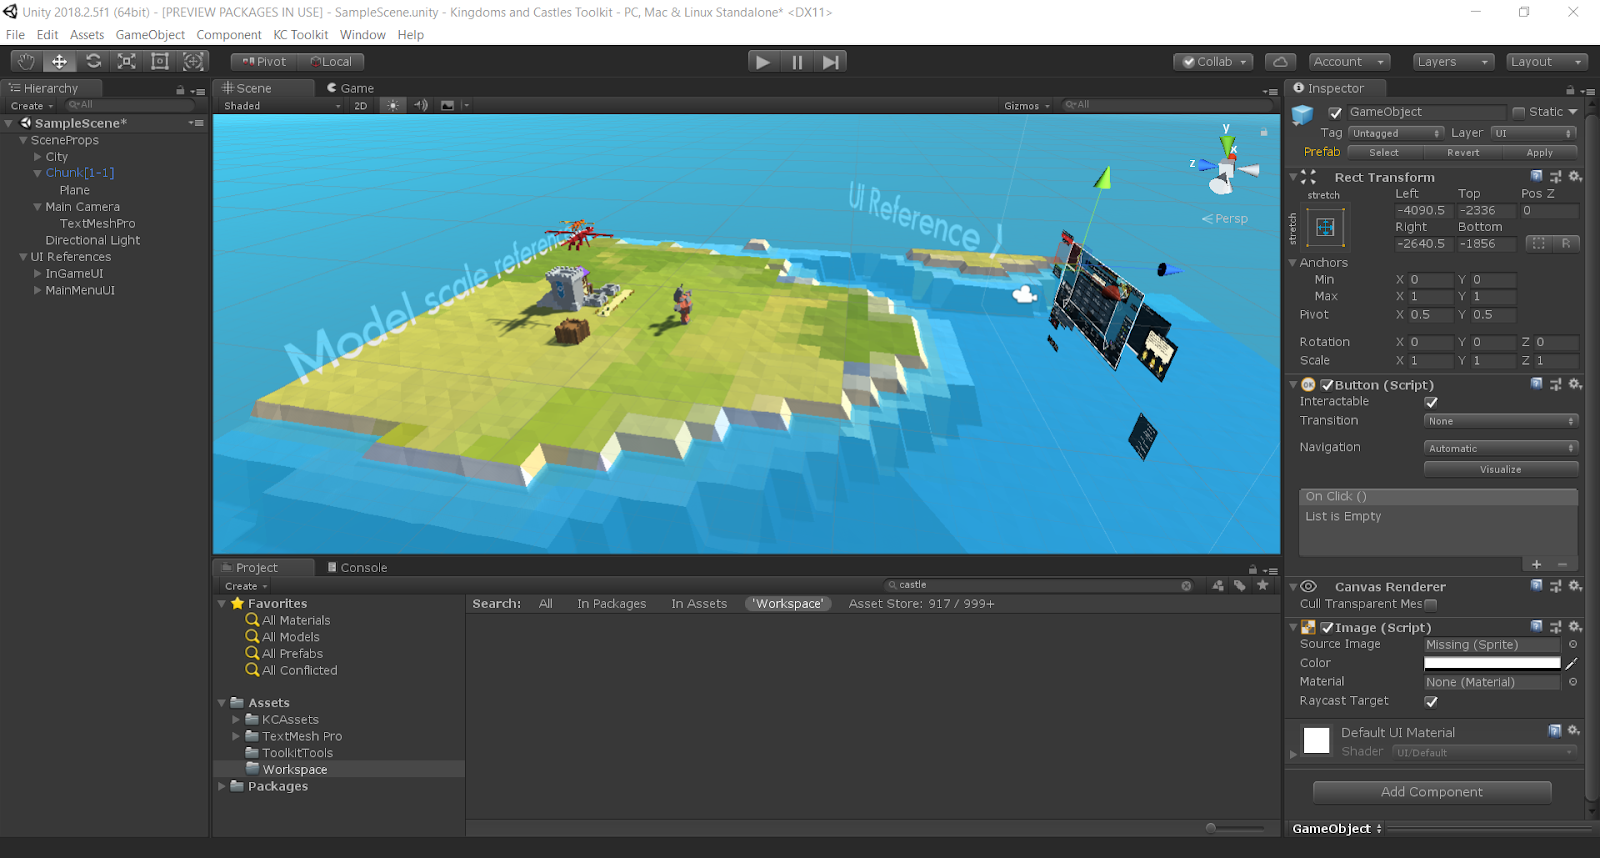 Unity 2018.2.5f1 (64bit) - [PREVIEW PACKAGES IN USE] - SampleScene.unity - Kingdoms and Castles Toolkit - PC, Mac & Linux Standalone* <DX11>
File Edit Assets GameObject Component KC Toolkit Window Help
Pivot Local Collab Account Layers Layout
Hierarchy
Create All
SampleScene*
SceneProps
City
Chunk[1-1]
Plane
Main Camera
TextMeshPro
Directional Light
UI References
InGameUI
MainMenuUI
Scene Game
Shaded 2D Gizmos All
Model scale reference
UI Reference !
y
x
z
Persp
Project Console
Create castle
Favorites
All Materials
All Models
All Prefabs
All Conflicted
Assets
KCAssets
TextMesh Pro
ToolkitTools
Workspace
Packages
Search: All In Packages In Assets 'Workspace' Asset Store: 917 / 999+
Inspector
GameObject Static
Tag Untagged Layer UI
Prefab Select Revert Apply
Rect Transform
stretch
stretch
Left Top Pos Z
-4090.5 -2336 0
Right Bottom
-2640.5 -1856 R
Anchors
Min X 0 Y 0
Max X 1 Y 1
Pivot X 0.5 Y 0.5
Rotation X 0 Y 0 Z 0
Scale X 1 Y 1 Z 1
OK Button (Script)
Interactable
Transition None
Navigation Automatic
Visualize
On Click ()
List is Empty
Canvas Renderer
Cull Transparent Mes
Image (Script)
Source Image Missing (Sprite)
Color
Material None (Material)
Raycast Target
Default UI Material
Shader UI/Default
Add Component
GameObject